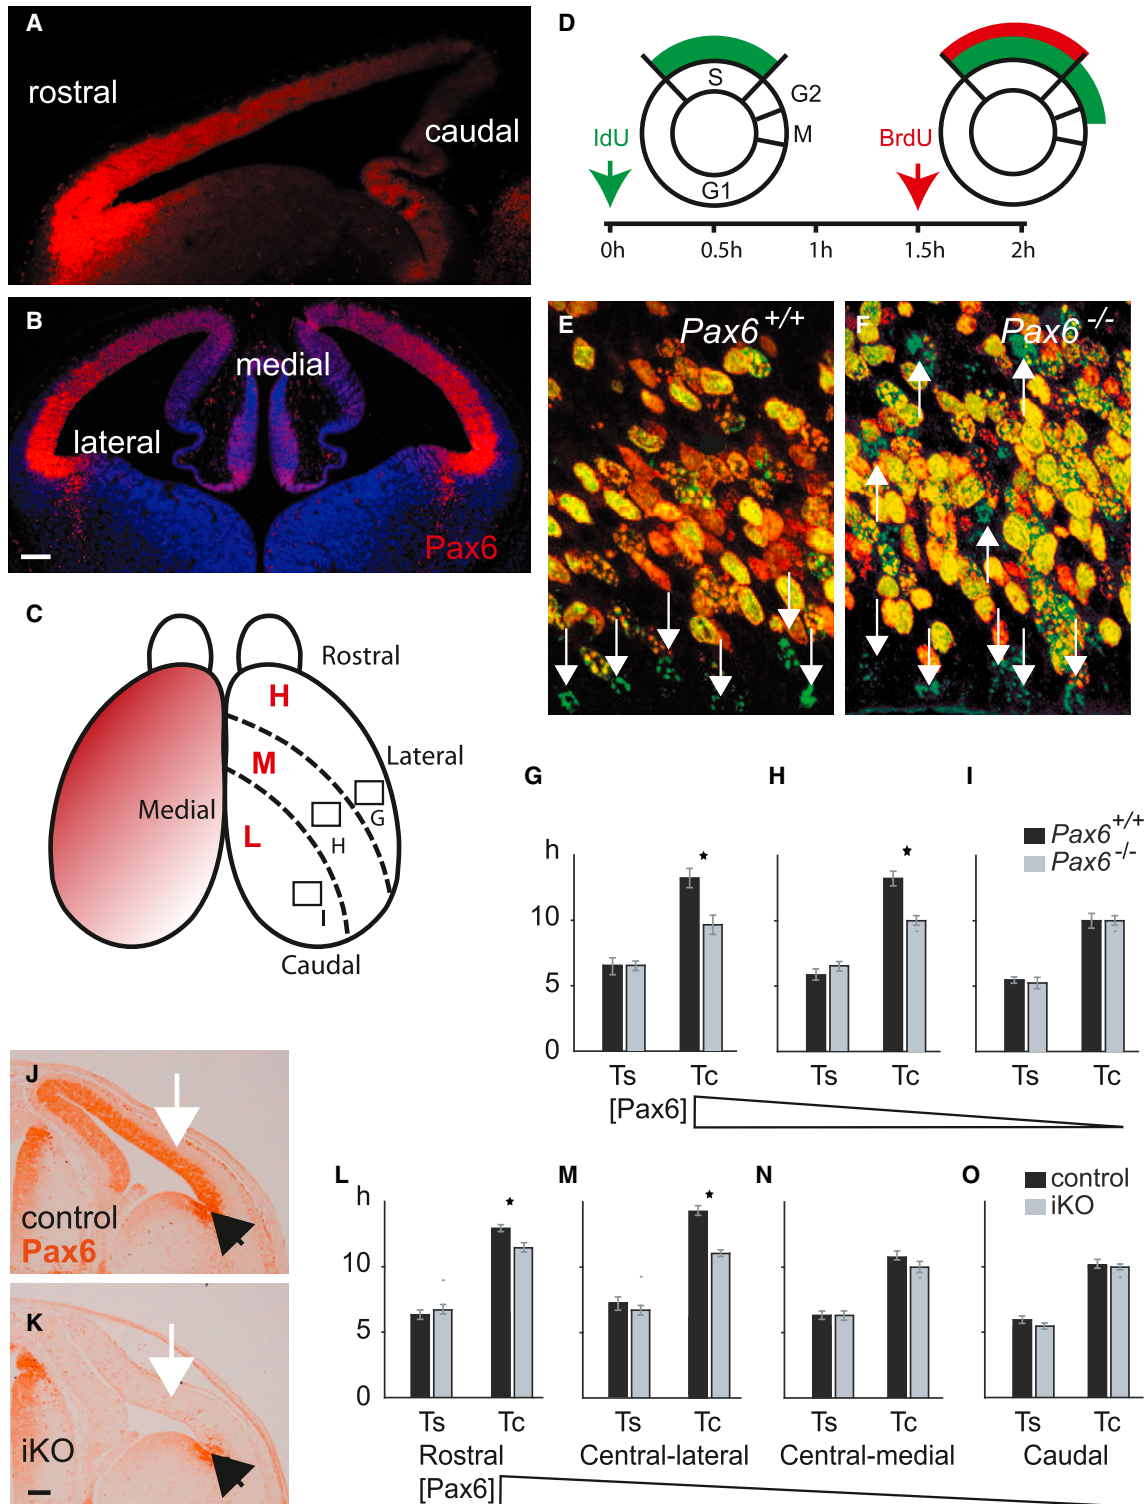 A
rostral
caudal
B
medial
lateral
Pax6
C
Rostral
H
M
Lateral
Medial
G
L
H
I
Caudal
D
S
G2
IdU
M
BrdU
G1
0h
0.5h
1h
1.5h
2h
E
Pax6 +/+
F
Pax6 -/-
G
H
I
Pax6 +/+
Pax6 -/-
h
10
5
0
Ts
Tc
Ts
Tc
Ts
Tc
[Pax6]
J
control
Pax6
K
iKO
L
M
N
O
control
iKO
h
10
5
0
Ts
Tc
Ts
Tc
Ts
Tc
Ts
Tc
Rostral
Central-lateral
Central-medial
Caudal
[Pax6]